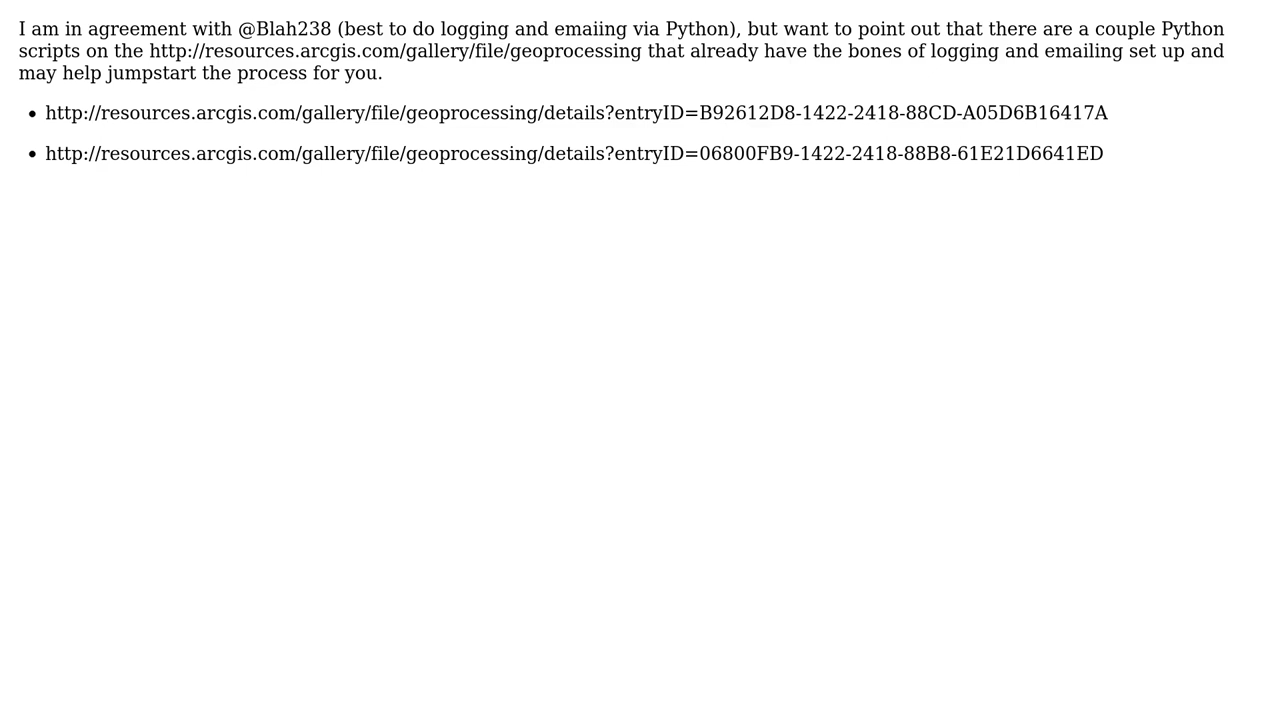 I am in agreement with @Blah238 (best to do logging and emaiing via Python), but want to point out that there are a couple Python
scripts on the http://resources.arcgis.com/gallery/file/geoprocessing that already have the bones of logging and emailing set up and
may help jumpstart the process for you.
• http://resources.arcgis.com/gallery/file/geoprocessing/details?entryID=B92612D8-1422-2418-88CD-A05D6B16417A
• http://resources.arcgis.com/gallery/file/geoprocessing/details?entryID=06800FB9-1422-2418-88B8-61E21D6641ED